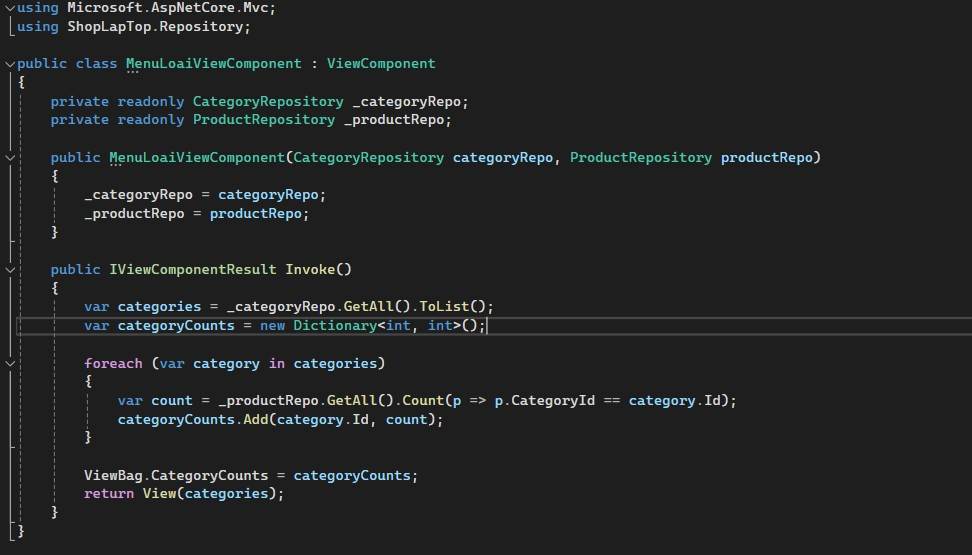 using Microsoft.AspNetCore.Mvc;
using ShopLapTop.Repository;
public class MenuLoaiViewComponent : ViewComponent
{
private readonly CategoryRepository _categoryRepo;
private readonly ProductRepository _productRepo;
public MenuLoaiViewComponent(CategoryRepository categoryRepo, ProductRepository productRepo)
{
_categoryRepo = categoryRepo;
_productRepo = productRepo;
}
public IViewComponentResult Invoke()
{
var categories = _categoryRepo.GetAll().ToList();
var categoryCounts = new Dictionary<int, int>();
foreach (var category in categories)
{
var count = _productRepo.GetAll().Count(p => p.CategoryId == category.Id);
categoryCounts.Add(category.Id, count);
}
ViewBag.CategoryCounts = categoryCounts;
return View(categories);
}
}